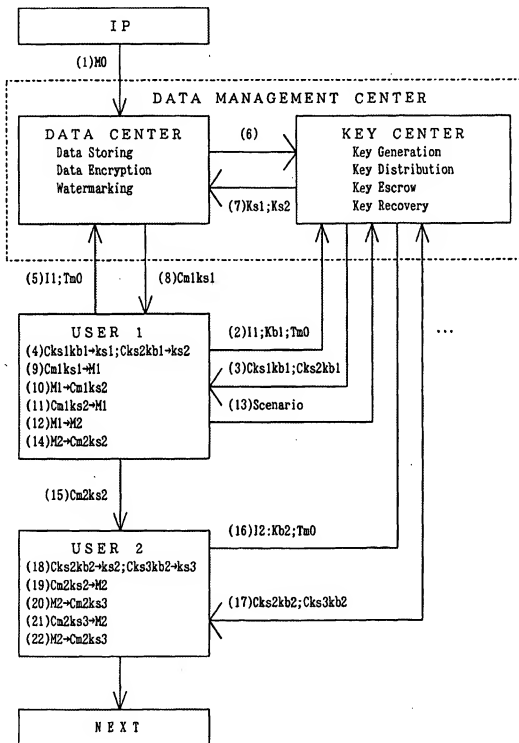 IP
(1)M0
DATA MANAGEMENT CENTER
DATA CENTER
Data Storing
Data Encryption
Watermarking
(6)
(7)Ks1;Ks2
KEY CENTER
Key Generation
Key Distribution
Key Escrow
Key Recovery
(5)I1;Tm0
(8)Cm1ks1
USER 1
(4)Cks1kb1→ks1;Cks2kb1→ks2
(9)Cm1ks1→M1
(10)M1→Cm1ks2
(11)Cm1ks2→M1
(12)M1→M2
(14)M2→Cm2ks2
(2)I1;Kb1;Tm0
(3)Cks1kb1;Cks2kb1
(13)Scenario
...
(15)Cm2ks2
(16)I2:Kb2;Tm0
USER 2
(18)Cks2kb2→ks2;Cks3kb2→ks3
(19)Cm2ks2→M2
(20)M2→Cm2ks3
(21)Cm2ks3→M2
(22)M2→Cm2ks3
(17)Cks2kb2;Cks3kb2
NEXT